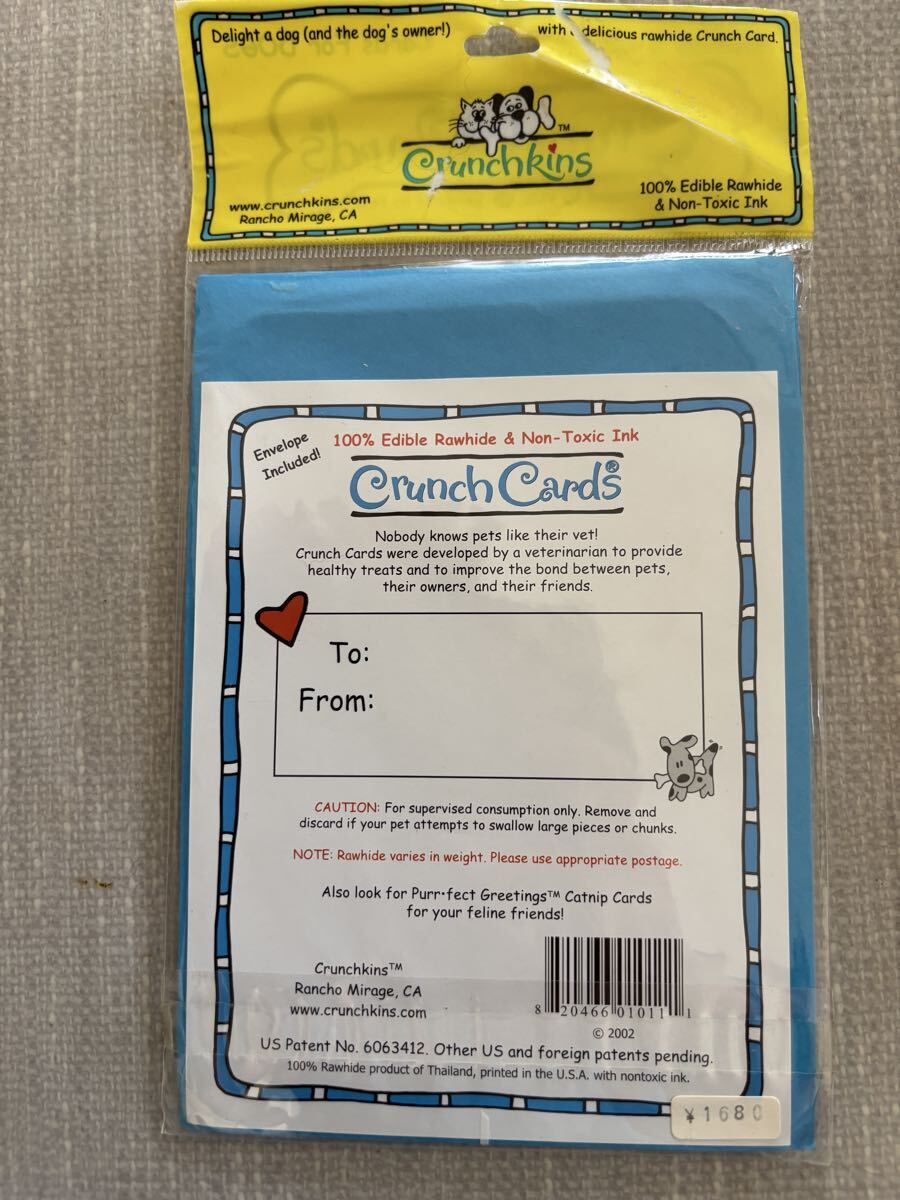 Delight a dog (and the dog's owner!)
with a delicious rawhide Crunch Card.
TM
Crunchkins
www.crunchkins.com
Rancho Mirage, CA
100% Edible Rawhide
& Non-Toxic Ink
Envelope
Included!
100% Edible Rawhide & Non-Toxic Ink
Crunch Cards®
Nobody knows pets like their vet!
Crunch Cards were developed by a veterinarian to provide
healthy treats and to improve the bond between pets,
their owners, and their friends.
To:
From:
CAUTION: For supervised consumption only. Remove and
discard if your pet attempts to swallow large pieces or chunks.
NOTE: Rawhide varies in weight. Please use appropriate postage.
Also look for Purr•fect Greetings™ Catnip Cards
for your feline friends!
Crunchkins™
Rancho Mirage, CA
www.crunchkins.com
8 20466 01011 1
© 2002
US Patent No. 6063412. Other US and foreign patents pending.
100% Rawhide product of Thailand, printed in the U.S.A. with nontoxic ink.
¥1680